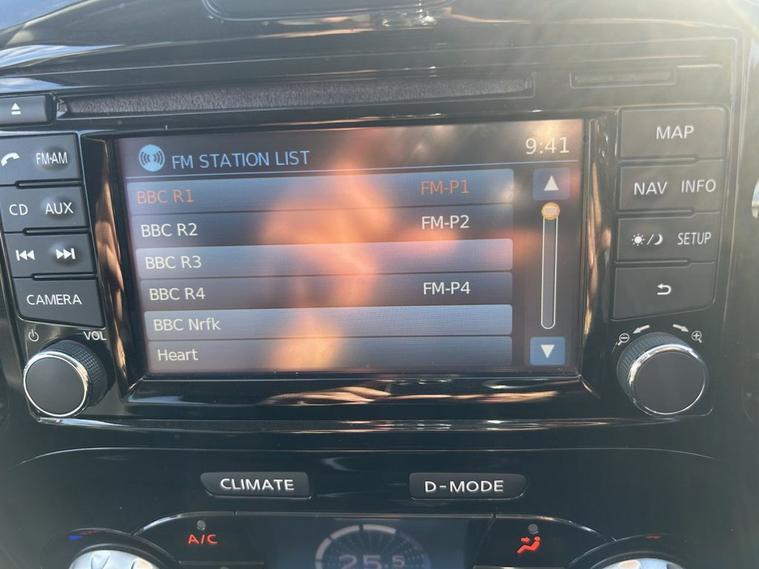 FM STATION LIST 9:41
BBC R1 FM-P1
BBC R2 FM-P2
BBC R3
BBC R4 FM-P4
BBC Nrfk
Heart
FM·AM
CD AUX
CAMERA
VOL
MAP
NAV INFO
SETUP
CLIMATE D-MODE
A/C
25.5